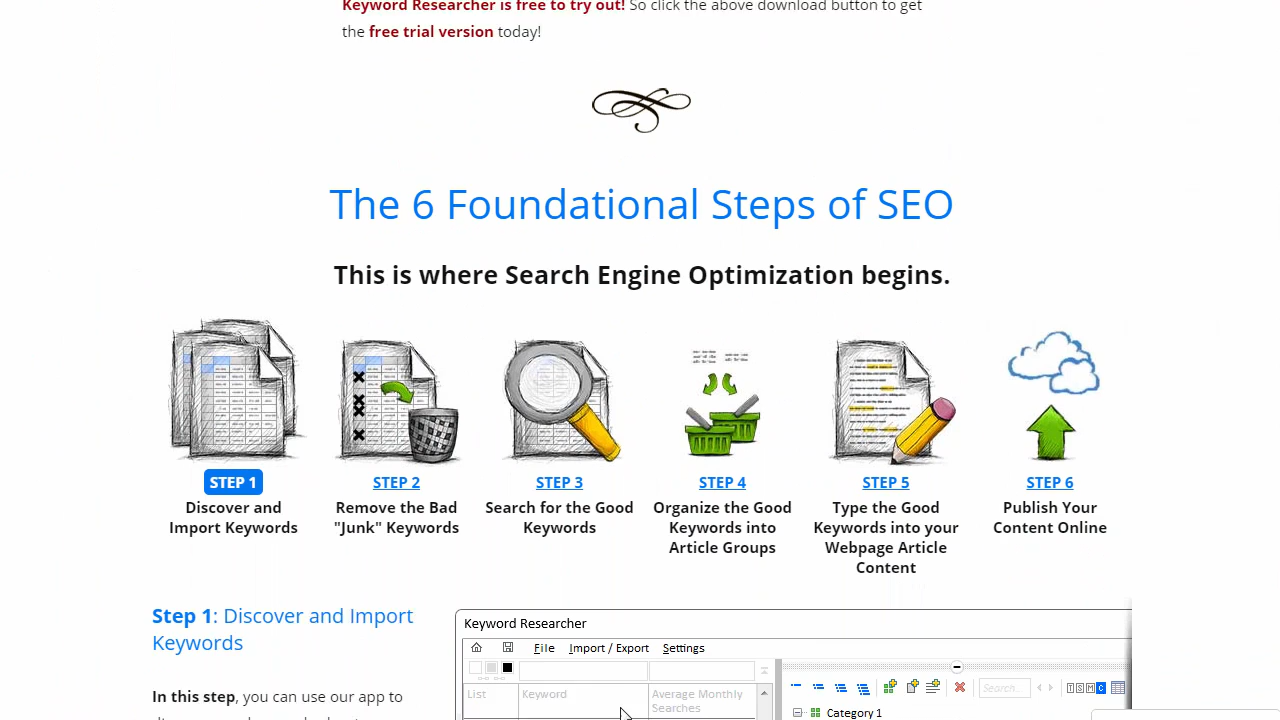 Keyword Researcher is free to try out! So click the above download button to get
the free trial version today!
The 6 Foundational Steps of SEO
This is where Search Engine Optimization begins.
STEP 1
Discover and
Import Keywords
STEP 2
Remove the Bad
"Junk" Keywords
STEP 3
Search for the Good
Keywords
STEP 4
Organize the Good
Keywords into
Article Groups
STEP 5
Type the Good
Keywords into your
Webpage Article
Content
STEP 6
Publish Your
Content Online
Step 1: Discover and Import
Keywords
In this step, you can use our app to
Keyword Researcher
File Import / Export Settings
List Keyword Average Monthly
Searches
Search...
T S M C
Category 1